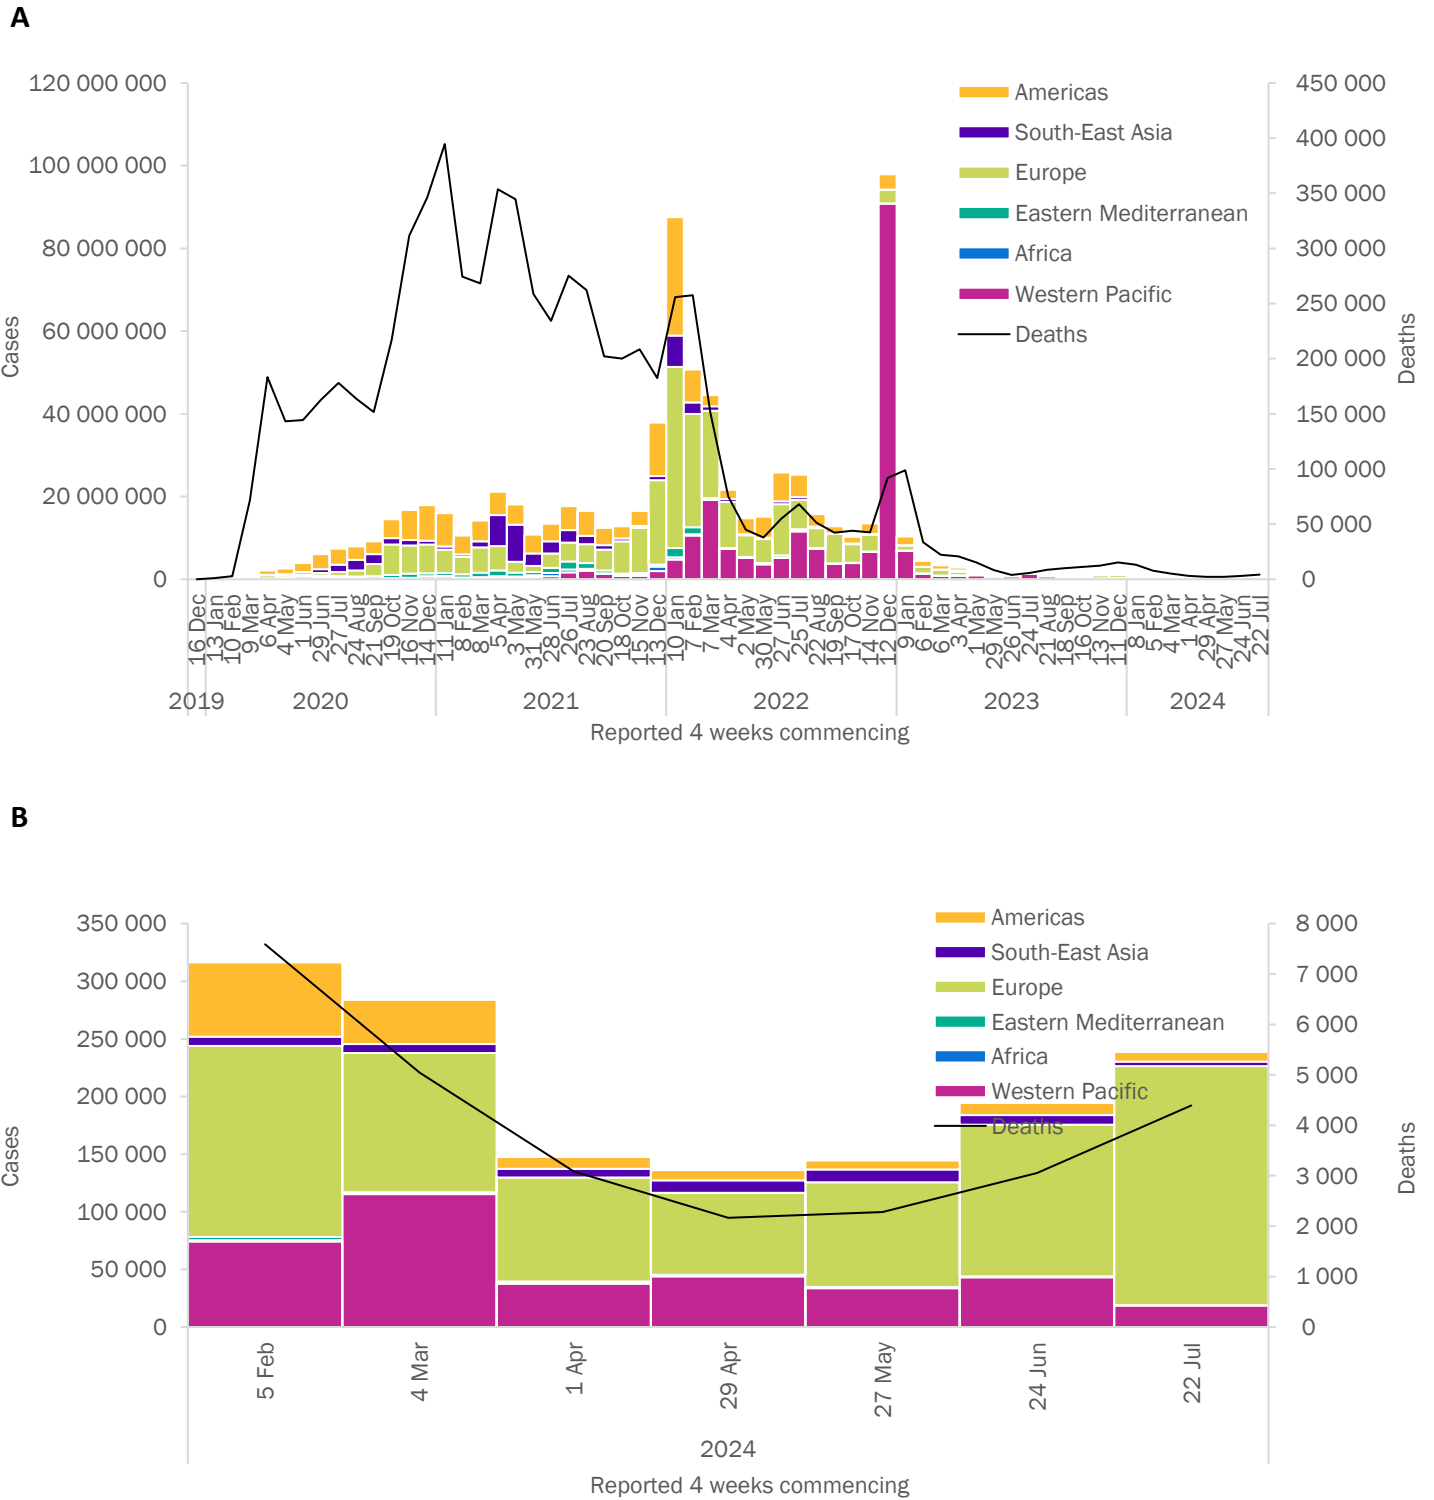 A
120 000 000
100 000 000
80 000 000
60 000 000
40 000 000
20 000 000
0
Cases
450 000
400 000
350 000
300 000
250 000
200 000
150 000
100 000
50 000
0
Deaths
Americas
South-East Asia
Europe
Eastern Mediterranean
Africa
Western Pacific
Deaths
16 Dec
13 Jan
10 Feb
9 Mar
6 Apr
4 May
1 Jun
29 Jun
27 Jul
24 Aug
21 Sep
19 Oct
16 Nov
14 Dec
11 Jan
8 Feb
8 Mar
5 Apr
3 May
31 May
28 Jun
26 Jul
23 Aug
20 Sep
18 Oct
15 Nov
13 Dec
10 Jan
7 Feb
7 Mar
4 Apr
2 May
30 May
27 Jun
25 Jul
22 Aug
19 Sep
17 Oct
14 Nov
12 Dec
9 Jan
6 Feb
6 Mar
3 Apr
1 May
29 May
26 Jun
24 Jul
21 Aug
18 Sep
16 Oct
13 Nov
11 Dec
8 Jan
5 Feb
4 Mar
1 Apr
29 Apr
27 May
24 Jun
22 Jul
2019 2020 2021 2022 2023 2024
Reported 4 weeks commencing
B
350 000
300 000
250 000
200 000
150 000
100 000
50 000
0
Cases
8 000
7 000
6 000
5 000
4 000
3 000
2 000
1 000
0
Deaths
Americas
South-East Asia
Europe
Eastern Mediterranean
Africa
Western Pacific
Deaths
5 Feb
4 Mar
1 Apr
29 Apr
27 May
24 Jun
22 Jul
2024
Reported 4 weeks commencing